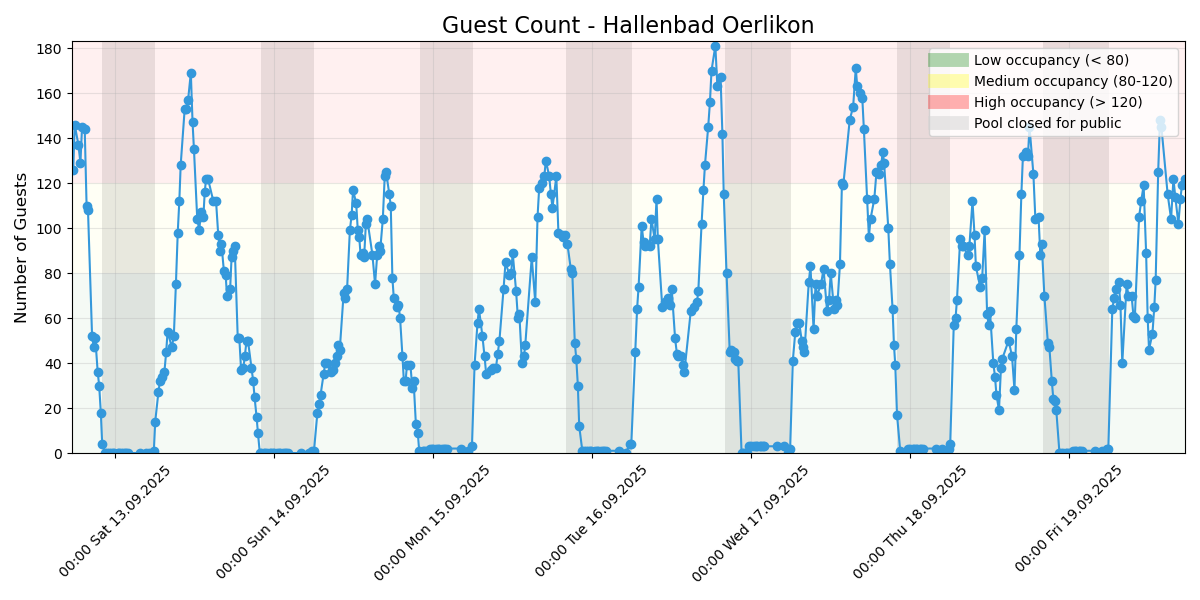 Guest Count - Hallenbad Oerlikon
Number of Guests
180
160
140
120
100
80
60
40
20
0
Low occupancy (< 80)
Medium occupancy (80-120)
High occupancy (> 120)
Pool closed for public
00:00 Sat 13.09.2025
00:00 Sun 14.09.2025
00:00 Mon 15.09.2025
00:00 Tue 16.09.2025
00:00 Wed 17.09.2025
00:00 Thu 18.09.2025
00:00 Fri 19.09.2025